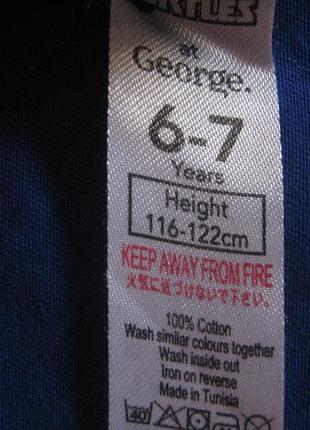 at
George.
6-7
Years
Height
116-122cm
KEEP AWAY FROM FIRE
火気に近づけないで下さい。
100% Cotton
Wash similar colours together
Wash inside out
Iron on reverse
Made in Tunisia
40°